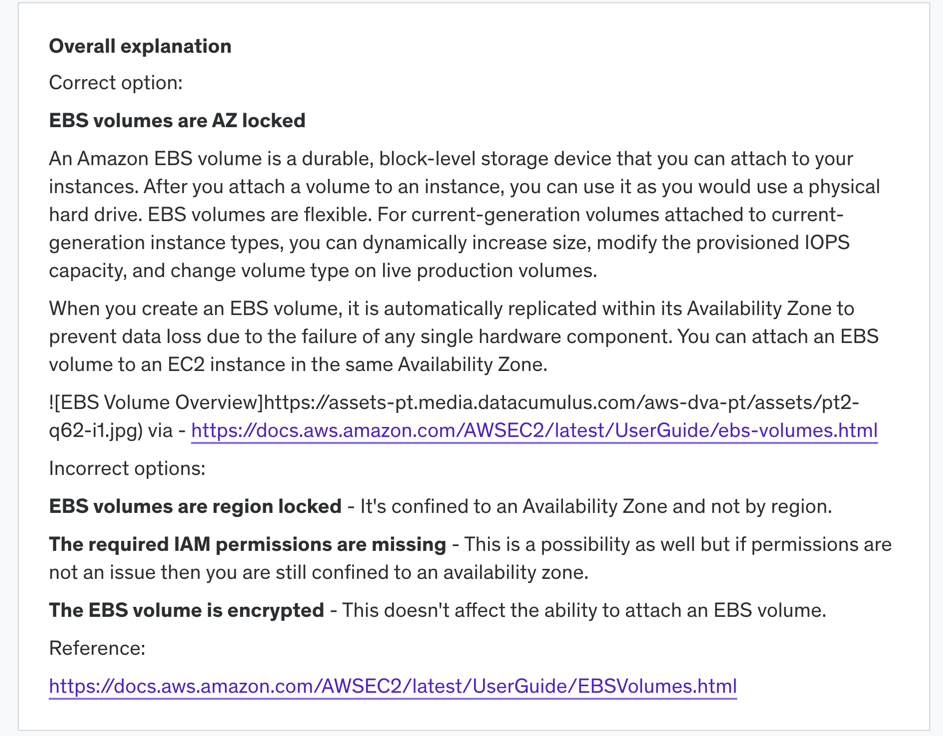 Overall explanation
Correct option:
EBS volumes are AZ locked
An Amazon EBS volume is a durable, block-level storage device that you can attach to your
instances. After you attach a volume to an instance, you can use it as you would use a physical
hard drive. EBS volumes are flexible. For current-generation volumes attached to current-
generation instance types, you can dynamically increase size, modify the provisioned IOPS
capacity, and change volume type on live production volumes.
When you create an EBS volume, it is automatically replicated within its Availability Zone to
prevent data loss due to the failure of any single hardware component. You can attach an EBS
volume to an EC2 instance in the same Availability Zone.
![EBS Volume Overview]https://assets-pt.media.datacumulus.com/aws-dva-pt/assets/pt2-
q62-i1.jpg) via - https://docs.aws.amazon.com/AWSEC2/latest/UserGuide/ebs-volumes.html
Incorrect options:
EBS volumes are region locked - It's confined to an Availability Zone and not by region.
The required IAM permissions are missing - This is a possibility as well but if permissions are
not an issue then you are still confined to an availability zone.
The EBS volume is encrypted - This doesn't affect the ability to attach an EBS volume.
Reference:
https://docs.aws.amazon.com/AWSEC2/latest/UserGuide/EBSVolumes.html